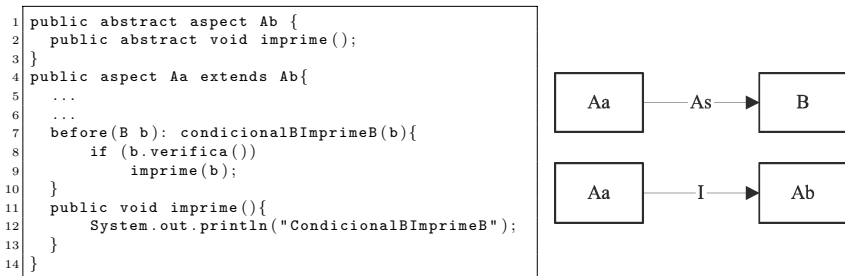 1 public abstract aspect Ab {
2 public abstract void imprime();
3 }
4 public aspect Aa extends Ab{
5 ...
6 ...
7 before(B b): condicionalBImprimeB(b){
8 if (b.verifica())
9 imprime(b);
10 }
11 public void imprime(){
12 System.out.println("CondicionalBImprimeB");
13 }
14 }
Aa As B
Aa I Ab